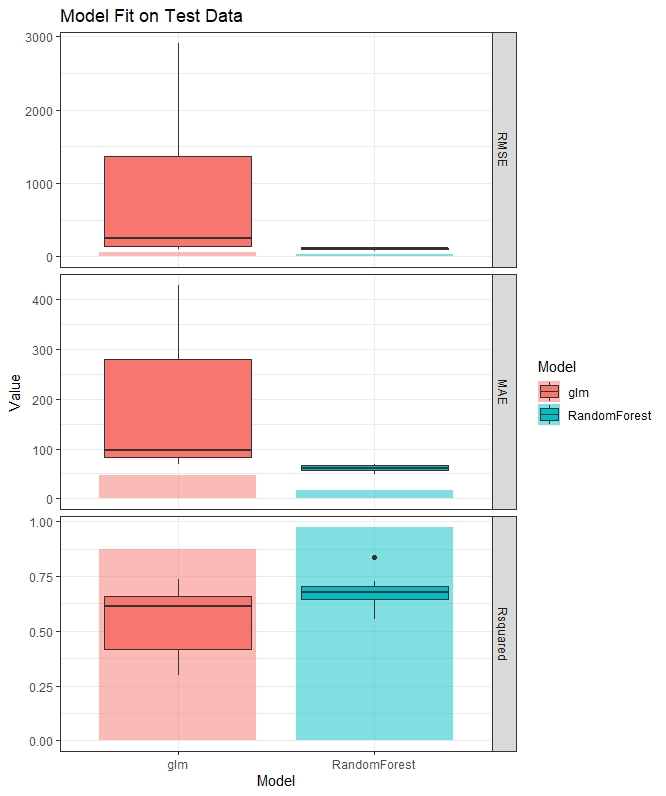 Model Fit on Test Data
3000
2000
1000
0
RMSE
400
300
200
100
0
MAE
Value
1.00
0.75
0.50
0.25
0.00
Rsquared
glm
RandomForest
Model
Model
glm
RandomForest